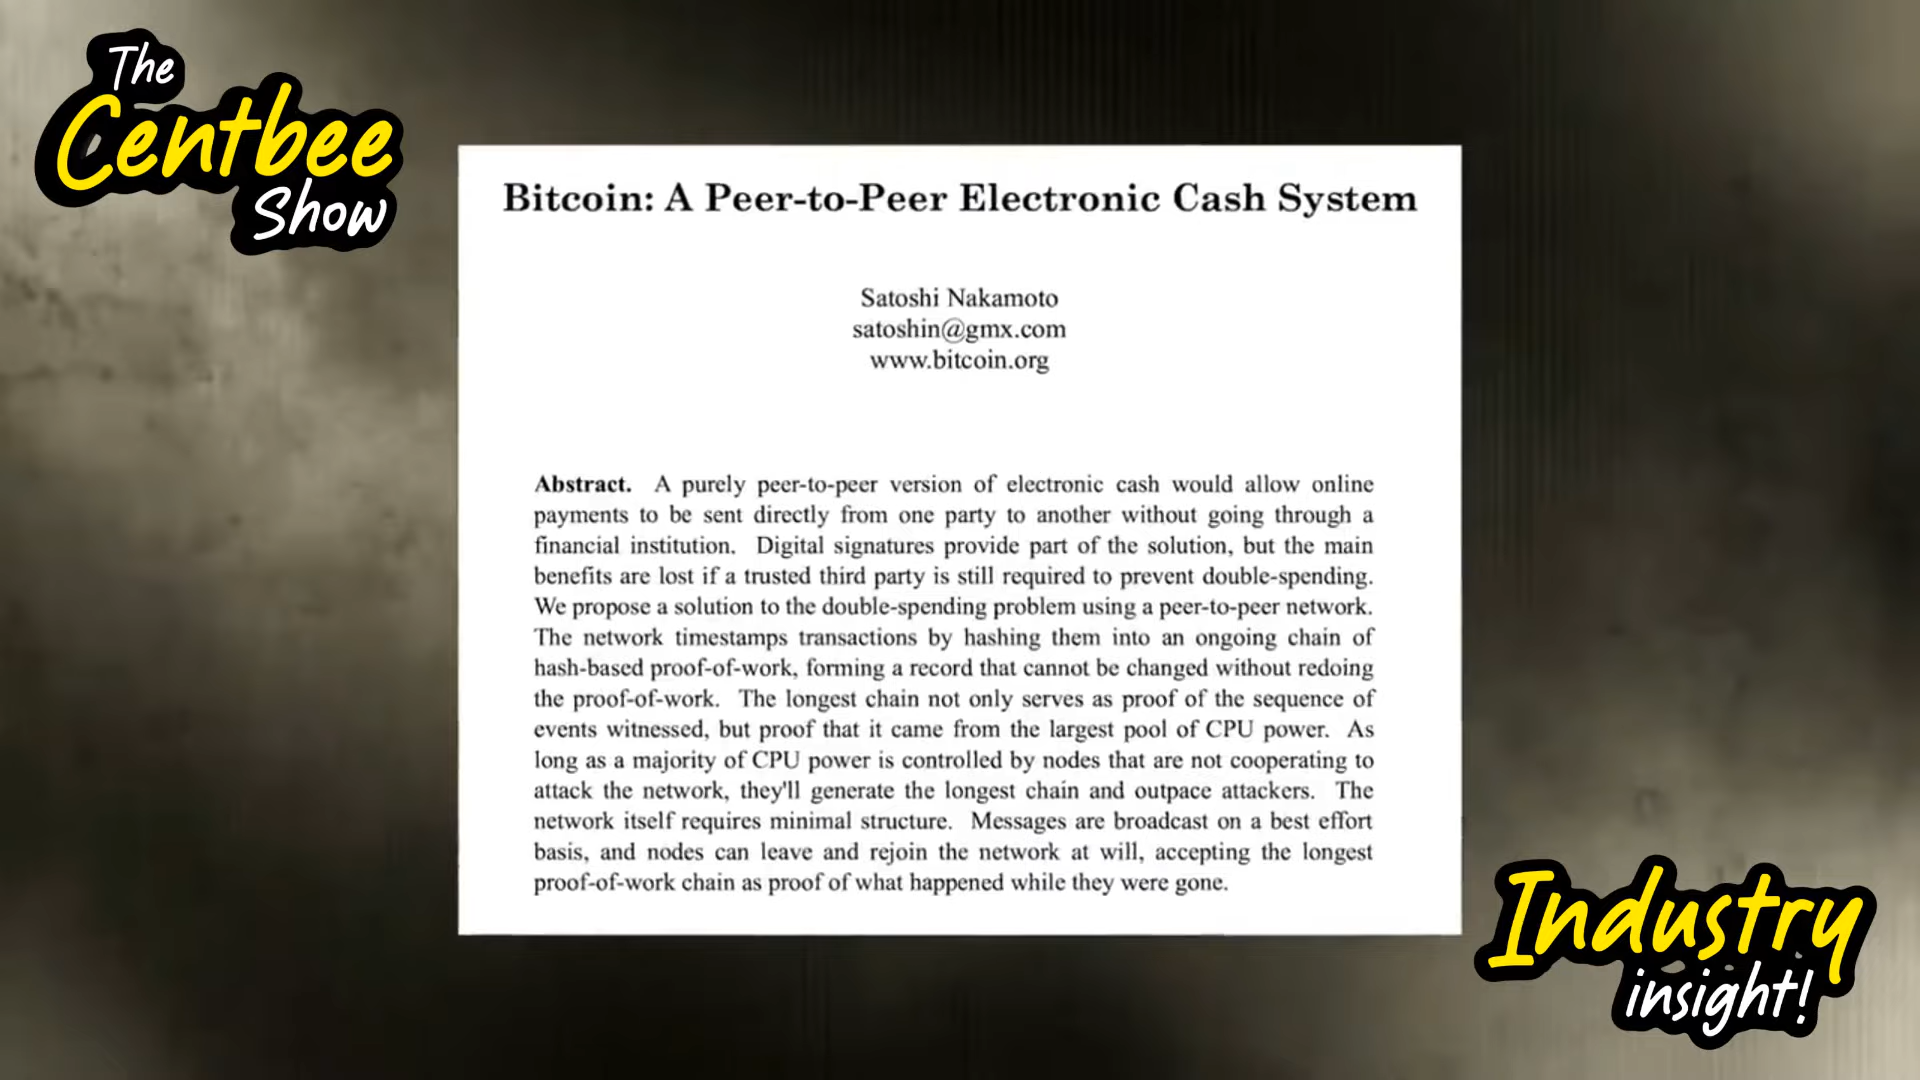 The
Centbee
Show
Bitcoin: A Peer-to-Peer Electronic Cash System
Satoshi Nakamoto
satoshin@gmx.com
www.bitcoin.org
Abstract. A purely peer-to-peer version of electronic cash would allow online
payments to be sent directly from one party to another without going through a
financial institution. Digital signatures provide part of the solution, but the main
benefits are lost if a trusted third party is still required to prevent double-spending.
We propose a solution to the double-spending problem using a peer-to-peer network.
The network timestamps transactions by hashing them into an ongoing chain of
hash-based proof-of-work, forming a record that cannot be changed without redoing
the proof-of-work. The longest chain not only serves as proof of the sequence of
events witnessed, but proof that it came from the largest pool of CPU power. As
long as a majority of CPU power is controlled by nodes that are not cooperating to
attack the network, they'll generate the longest chain and outpace attackers. The
network itself requires minimal structure. Messages are broadcast on a best effort
basis, and nodes can leave and rejoin the network at will, accepting the longest
proof-of-work chain as proof of what happened while they were gone.
Industry
insight!